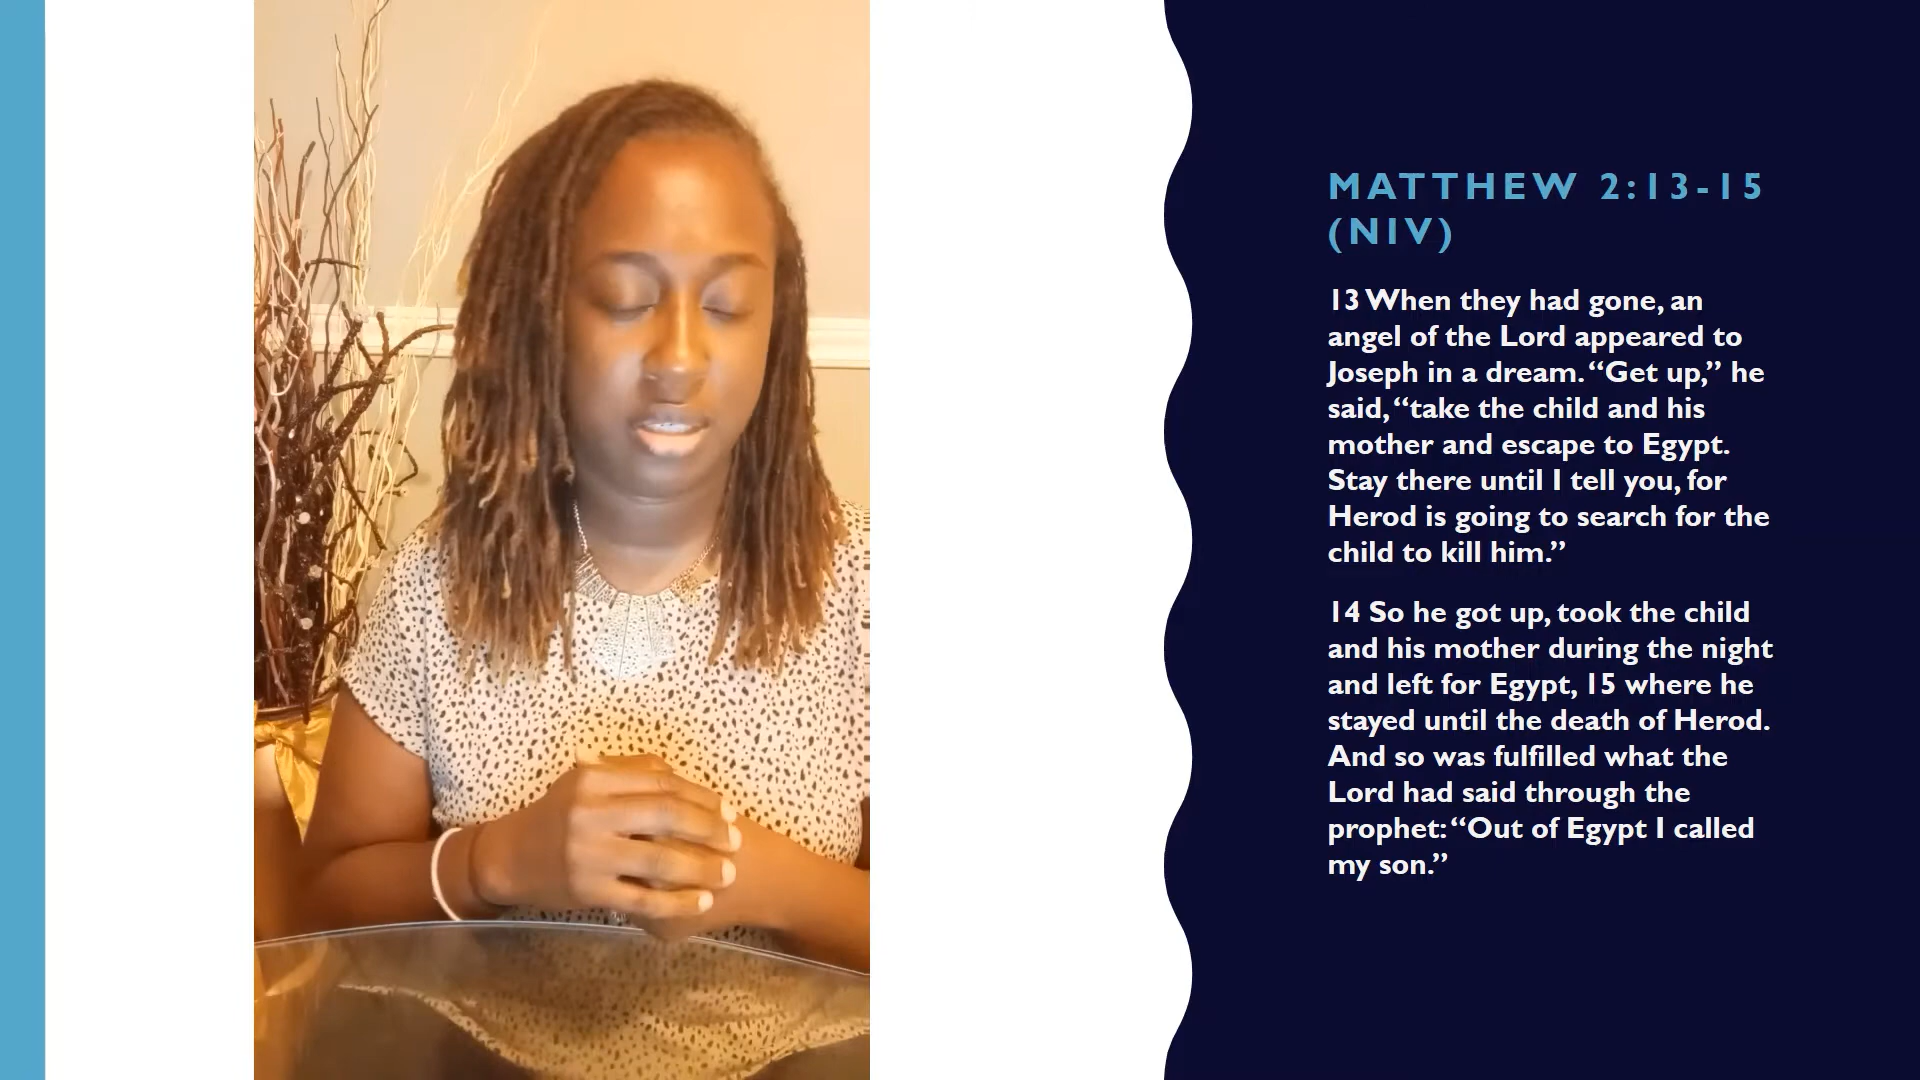 MATTHEW 2:13-15
(NIV)
13 When they had gone, an
angel of the Lord appeared to
Joseph in a dream. “Get up,” he
said, “take the child and his
mother and escape to Egypt.
Stay there until I tell you, for
Herod is going to search for the
child to kill him.”
14 So he got up, took the child
and his mother during the night
and left for Egypt, 15 where he
stayed until the death of Herod.
And so was fulfilled what the
Lord had said through the
prophet: “Out of Egypt I called
my son.”